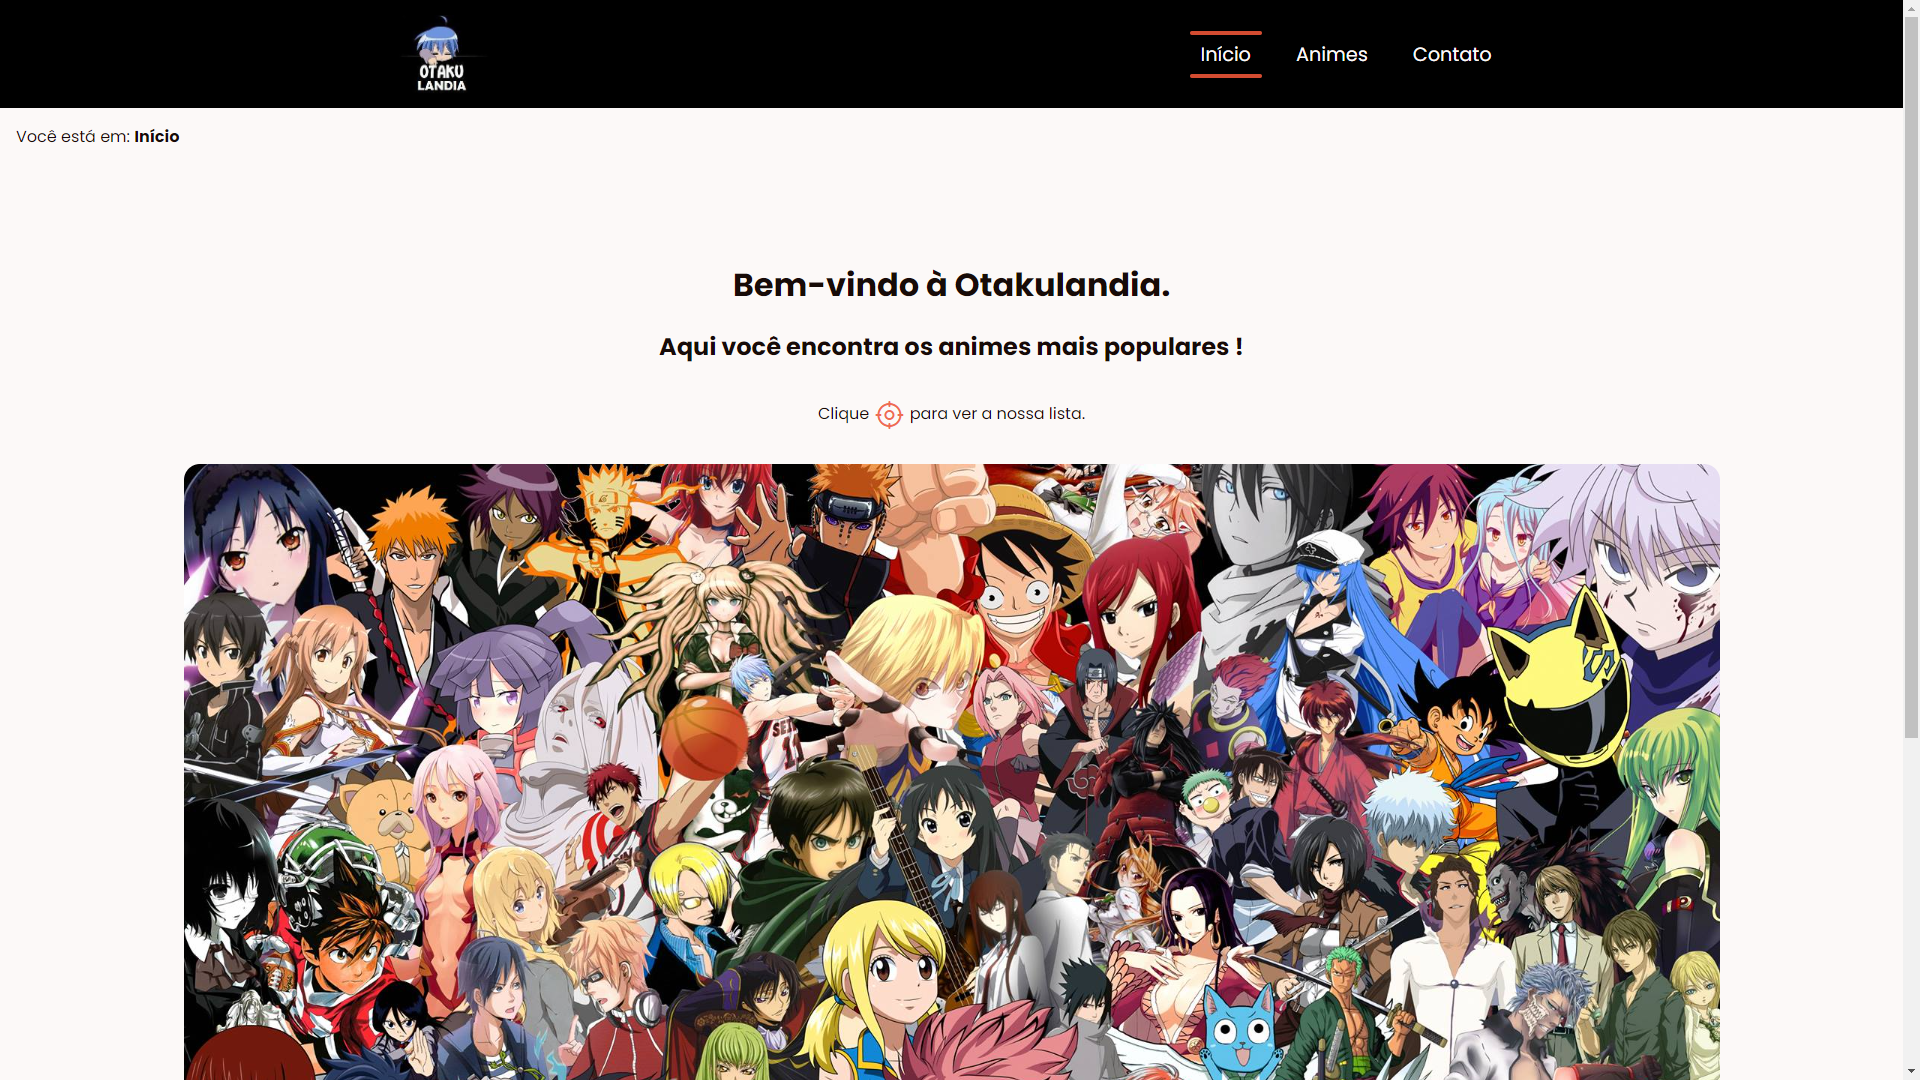 OTAKU
LANDIA
Início
Animes
Contato
Você está em: Início
Bem-vindo à Otakulandia.
Aqui você encontra os animes mais populares !
Clique para ver a nossa lista.